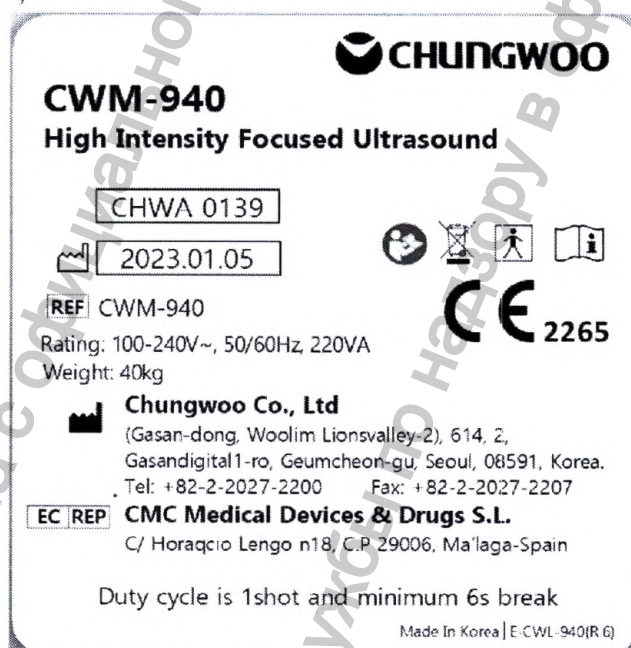 CHUNGWOO
CWM-940
High Intensity Focused Ultrasound
CHWA 0139
2023.01.05
REF CWM-940
CE 2265
Rating: 100-240V~, 50/60Hz, 220VA
Weight: 40kg
Chungwoo Co., Ltd
(Gasan-dong, Woolim Lionsvalley-2), 614, 2,
Gasandigital1-ro, Geumcheon-gu, Seoul, 08591, Korea.
Tel: +82-2-2027-2200 Fax: +82-2-2027-2207
EC REP CMC Medical Devices & Drugs S.L.
C/ Horaqcio Lengo n18, C.P 29006, Ma'laga-Spain
Duty cycle is 1shot and minimum 6s break
Made In Korea | E-CWL-940(R.6)